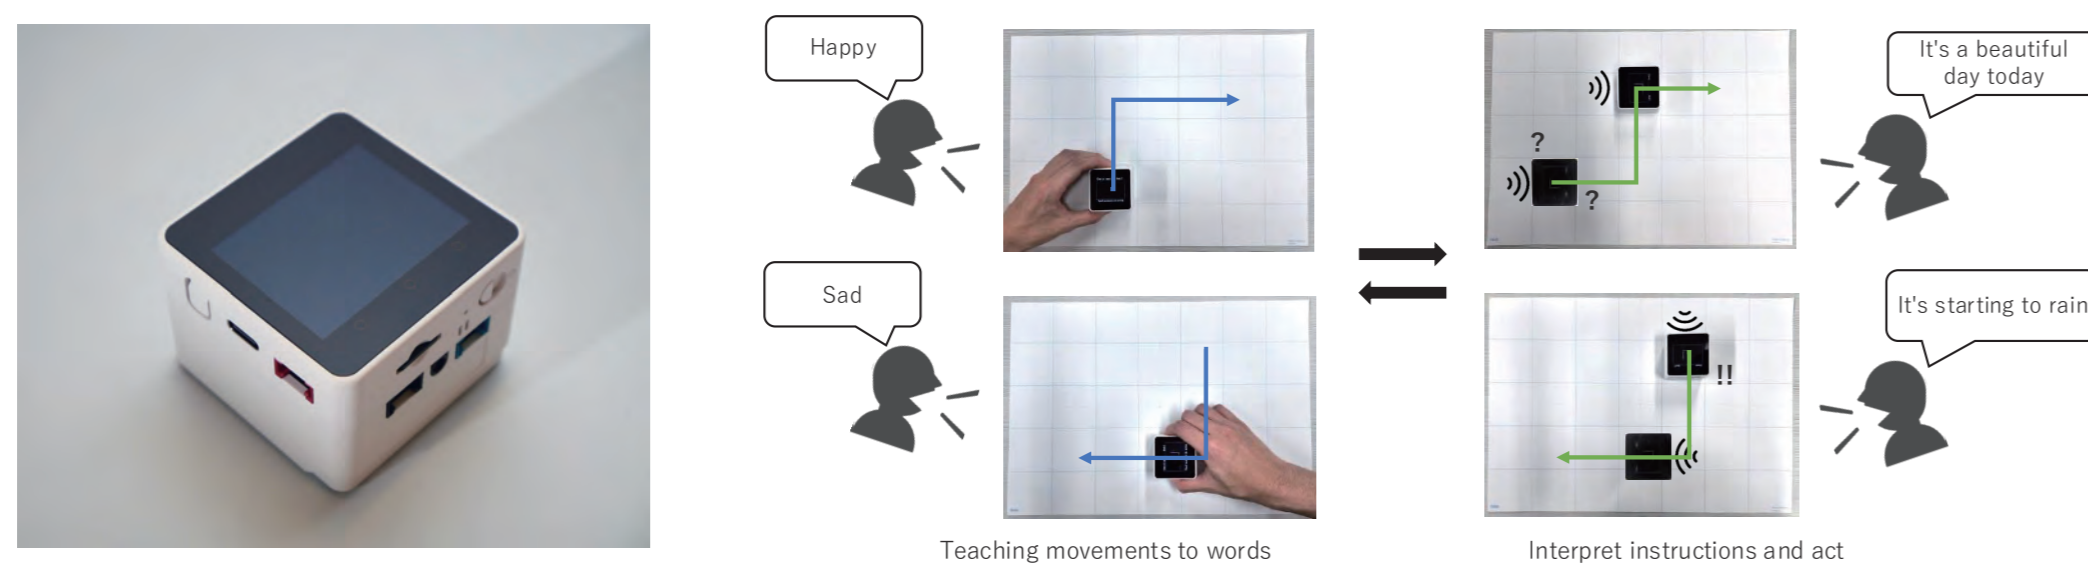 Happy
It's a beautiful
day today
?
?
Sad
It's starting to rain
!!
Teaching movements to words
Interpret instructions and act